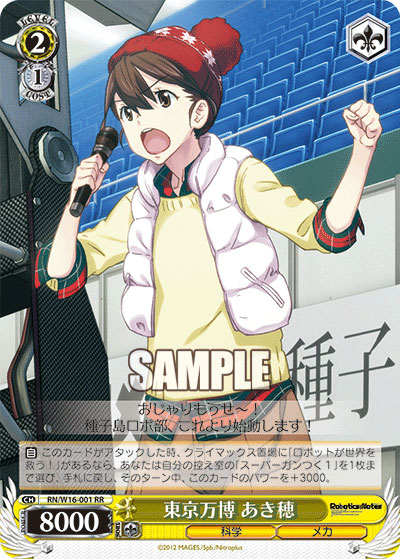 LEVEL
2
1
COST
SAMPLE
種子
おじゃりもうせ～！
種子島ロボ部、これより始動します！
自 このカードがアタックした時、クライマックス置場に「ロボットが世界を
救う！」があるなら、あなたは自分の控え室の「スーパーガンつく１」を1枚
まで選び、手札に戻し、そのターン中、このカードのパワーを＋3000。
CH RN/W16-001 RR
8000
東京万博 あき穂
Robotics;Notes
科学 メカ
©2012 MAGES./5pb./Nitroplus